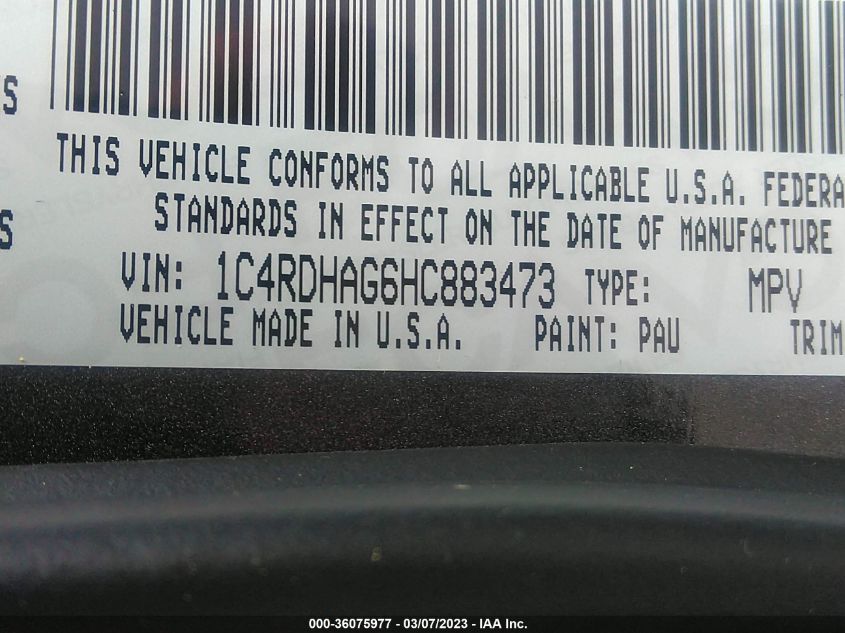 S
THIS VEHICLE CONFORMS TO ALL APPLICABLE U.S.A. FEDERA
STANDARDS IN EFFECT ON THE DATE OF MANUFACTURE
S
VIN: 1C4RDHAG6HC883473 TYPE: MPV
VEHICLE MADE IN U.S.A. PAINT: PAU TRIM
000-36075977 - 03/07/2023 - IAA Inc.